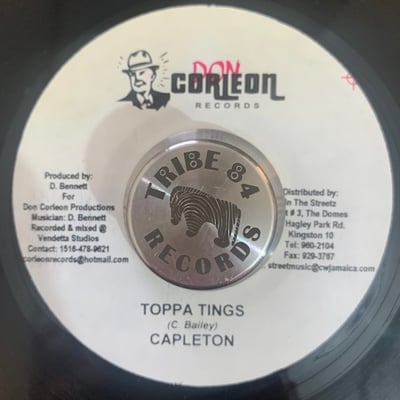 DON
CORLEON
RECORDS
TRIBE 84
RECORDS
Produced by:
D. Bennett
For
Don Corleon Productions
Musician: D. Bennett
Recorded & mixed @
Vendetta Studios
Contact: 1516-478-9621
corleonrecords@hotmail.com
Distributed by:
In The Streetz
# 3, The Domes
Hagley Park Rd,
Kingston 10
Tel: 960-2104
Fax: 929-3767
streetmusic@cwjamaica.com
TOPPA TINGS
(C. Bailey)
CAPLETON